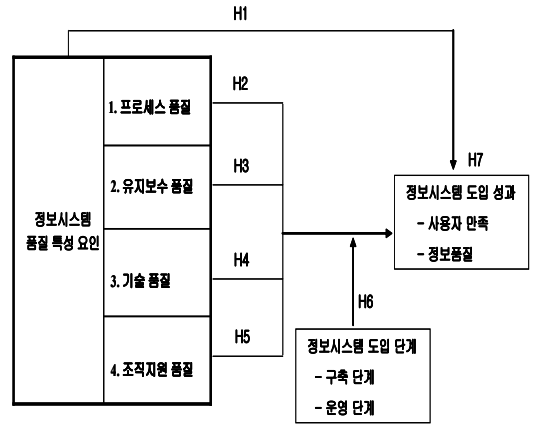 H1
정보시스템
품질 특성 요인
1. 프로세스 품질
2. 유지보수 품질
3. 기술 품질
4. 조직지원 품질
H2
H3
H4
H5
H7
정보시스템 도입 성과
- 사용자 만족
- 정보품질
H6
정보시스템 도입 단계
- 구축 단계
- 운영 단계